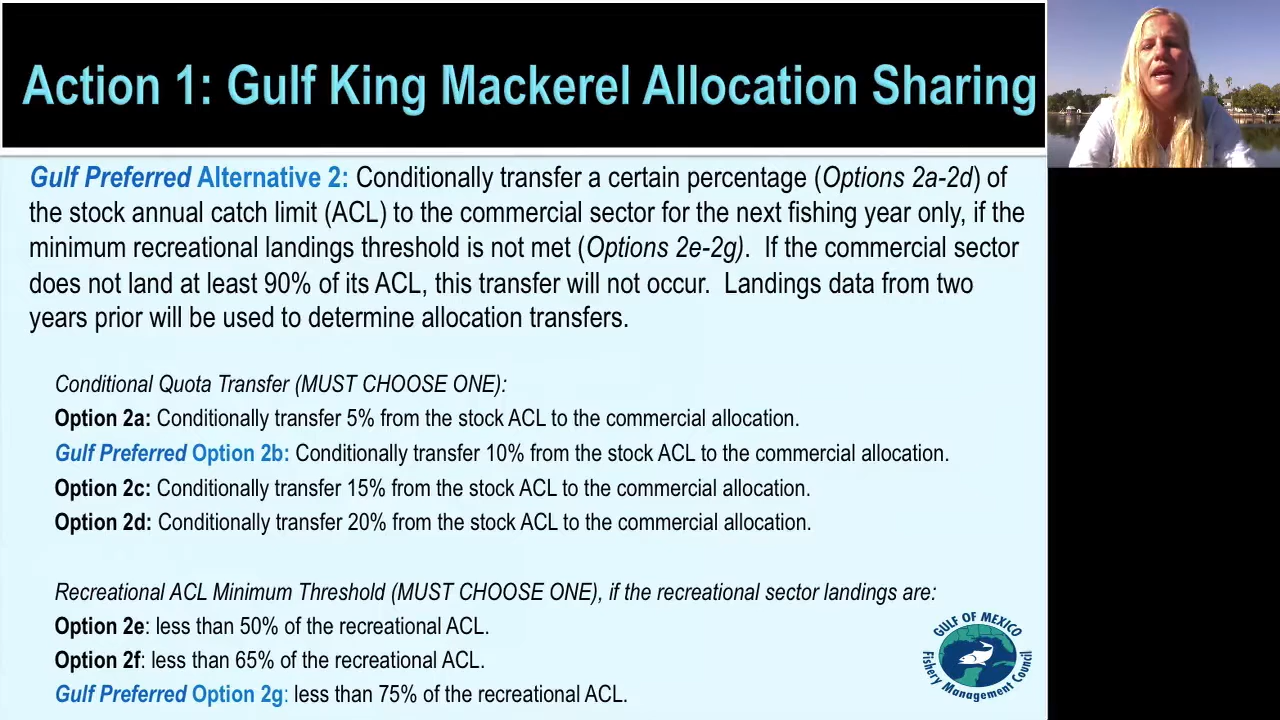 Action 1: Gulf King Mackerel Allocation Sharing
Gulf Preferred Alternative 2: Conditionally transfer a certain percentage (Options 2a-2d) of
the stock annual catch limit (ACL) to the commercial sector for the next fishing year only, if the
minimum recreational landings threshold is not met (Options 2e-2g).  If the commercial sector
does not land at least 90% of its ACL, this transfer will not occur.  Landings data from two
years prior will be used to determine allocation transfers.
Conditional Quota Transfer (MUST CHOOSE ONE):
Option 2a: Conditionally transfer 5% from the stock ACL to the commercial allocation.
Gulf Preferred Option 2b: Conditionally transfer 10% from the stock ACL to the commercial allocation.
Option 2c: Conditionally transfer 15% from the stock ACL to the commercial allocation.
Option 2d: Conditionally transfer 20% from the stock ACL to the commercial allocation.
Recreational ACL Minimum Threshold (MUST CHOOSE ONE), if the recreational sector landings are:
Option 2e: less than 50% of the recreational ACL.
Option 2f: less than 65% of the recreational ACL.
Gulf Preferred Option 2g: less than 75% of the recreational ACL.
GULF OF MEXICO
Fishery Management Council